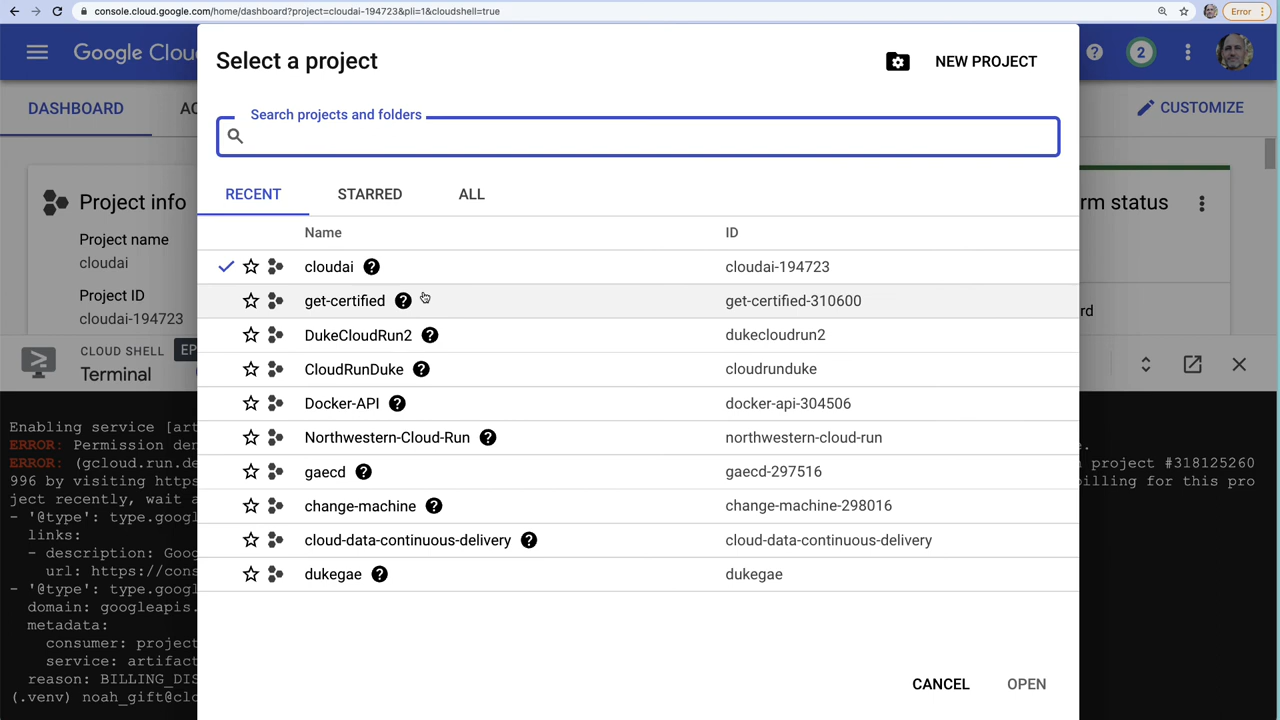 console.cloud.google.com/home/dashboard?project=cloudai-194723&pli=1&cloudshell=true
Error
Google Clou
Select a project
NEW PROJECT
2
DASHBOARD
AC
CUSTOMIZE
Search projects and folders
RECENT
STARRED
ALL
Project info
rm status
Project name
cloudai
Project ID
cloudai-194723
rd
Name
ID
cloudai
cloudai-194723
get-certified
get-certified-310600
DukeCloudRun2
dukecloudrun2
CloudRunDuke
cloudrunduke
Docker-API
docker-api-304506
Northwestern-Cloud-Run
northwestern-cloud-run
gaecd
gaecd-297516
change-machine
change-machine-298016
cloud-data-continuous-delivery
cloud-data-continuous-delivery
dukegae
dukegae
CANCEL
OPEN
CLOUD SHELL
Terminal
EP
Enabling service [art
ERROR: Permission den
e.
ERROR: (gcloud.run.de
n project #318125260
996 by visiting https
billing for this pro
ject recently, wait a
- '@type': type.googl
links:
- description: Goog
url: https://cons
- '@type': type.googl
domain: googleapis.
metadata:
consumer: project
service: artifact
reason: BILLING_DIS
(.venv) noah_gift@clo